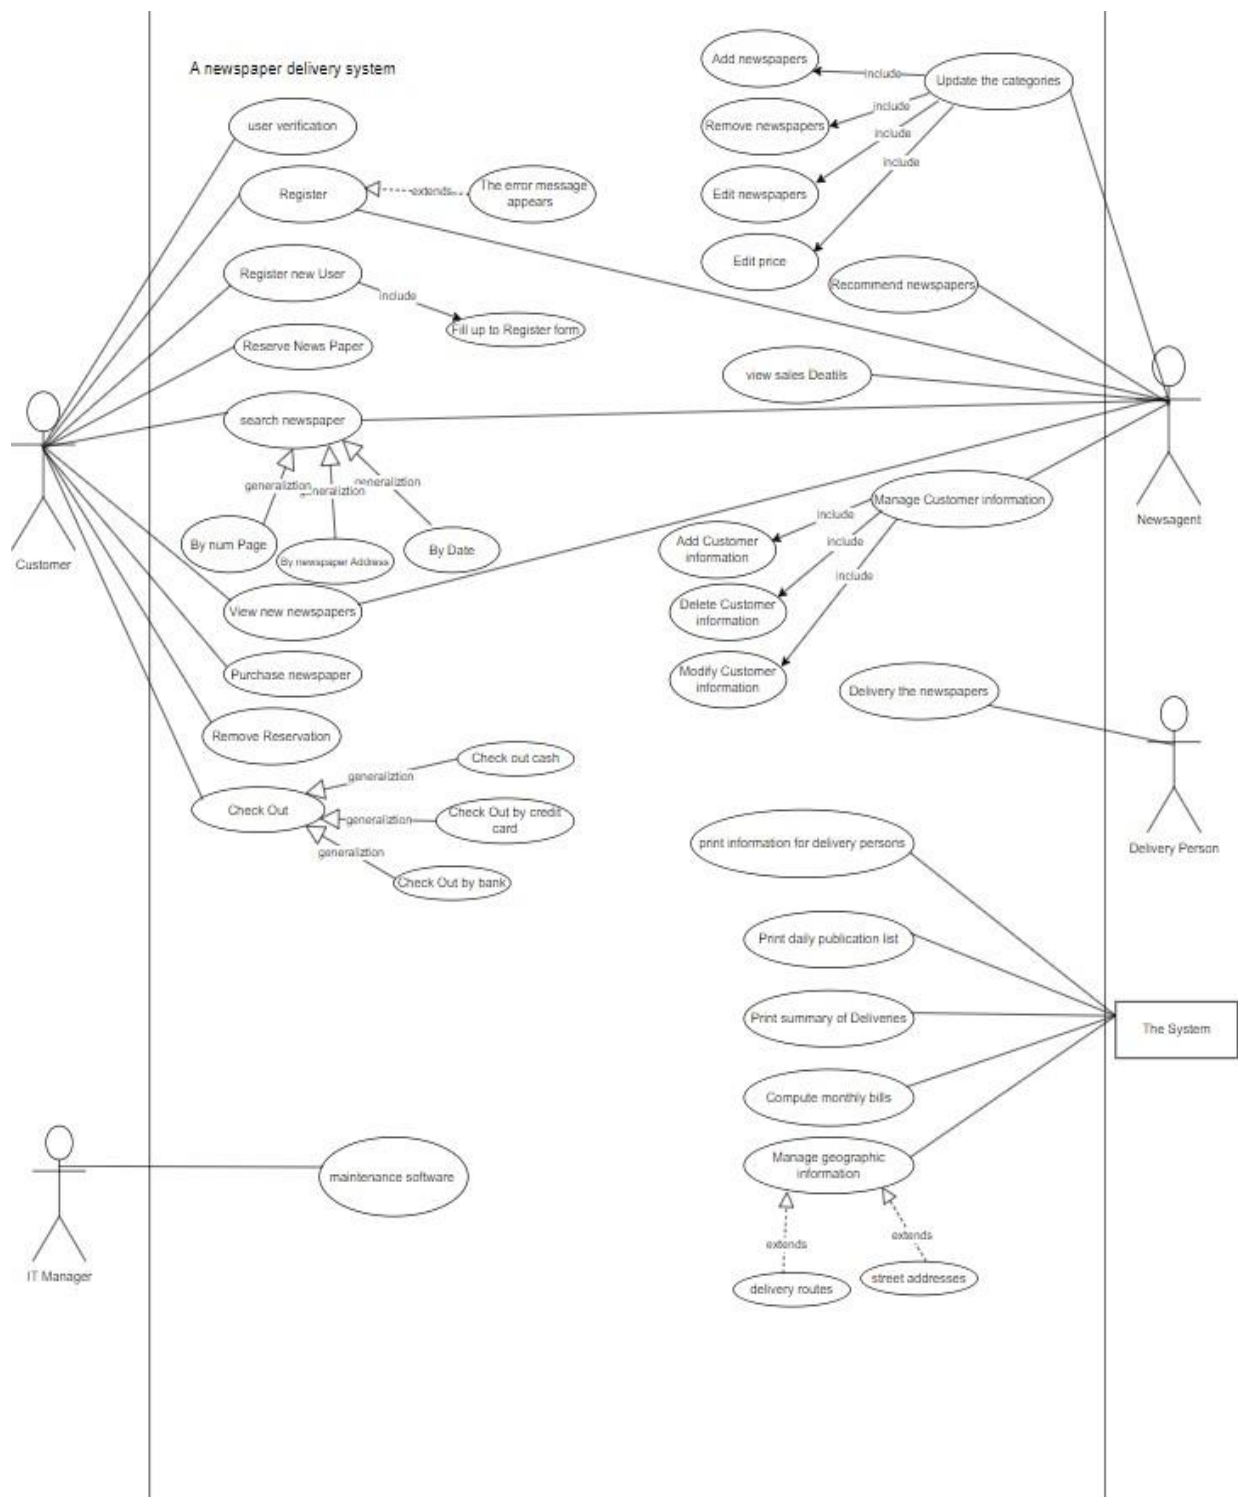 A newspaper delivery system
user verification
Register
extends
The error message
appears
Register new User
include
Fill up to Register form
Reserve News Paper
search newspaper
generaliztion
generaliztion
generaliztion
By num Page
By newspaper Address
By Date
View new newspapers
Purchase newspaper
Remove Reservation
Check Out
generaliztion
Check out cash
generaliztion
Check Out by credit
card
generaliztion
Check Out by bank
Customer
Add newspapers
include
Update the categories
Remove newspapers
include
include
Edit newspapers
include
Edit price
Recommend newspapers
view sales Deatils
Newsagent
Manage Customer information
include
Add Customer
information
include
Delete Customer
information
include
Modify Customer
information
Delivery the newspapers
Delivery Person
print information for delivery persons
Print daily publication list
Print summary of Deliveries
The System
Compute monthly bills
Manage geographic
information
extends
extends
delivery routes
street addresses
maintenance software
IT Manager